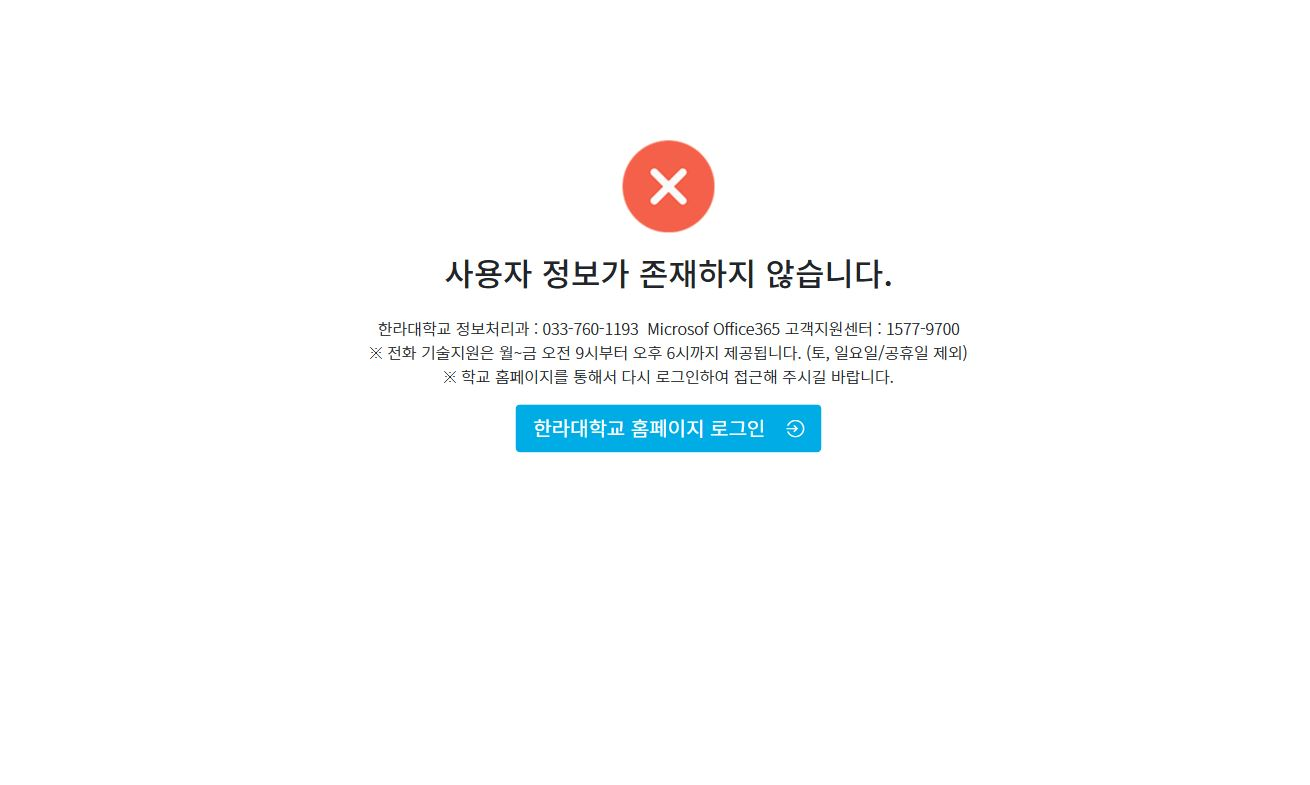 사용자 정보가 존재하지 않습니다.
한라대학교 정보처리과 : 033-760-1193  Microsof Office365 고객지원센터 : 1577-9700
※ 전화 기술지원은 월~금 오전 9시부터 오후 6시까지 제공됩니다. (토, 일요일/공휴일 제외)
※ 학교 홈페이지를 통해서 다시 로그인하여 접근해 주시길 바랍니다.
한라대학교 홈페이지 로그인